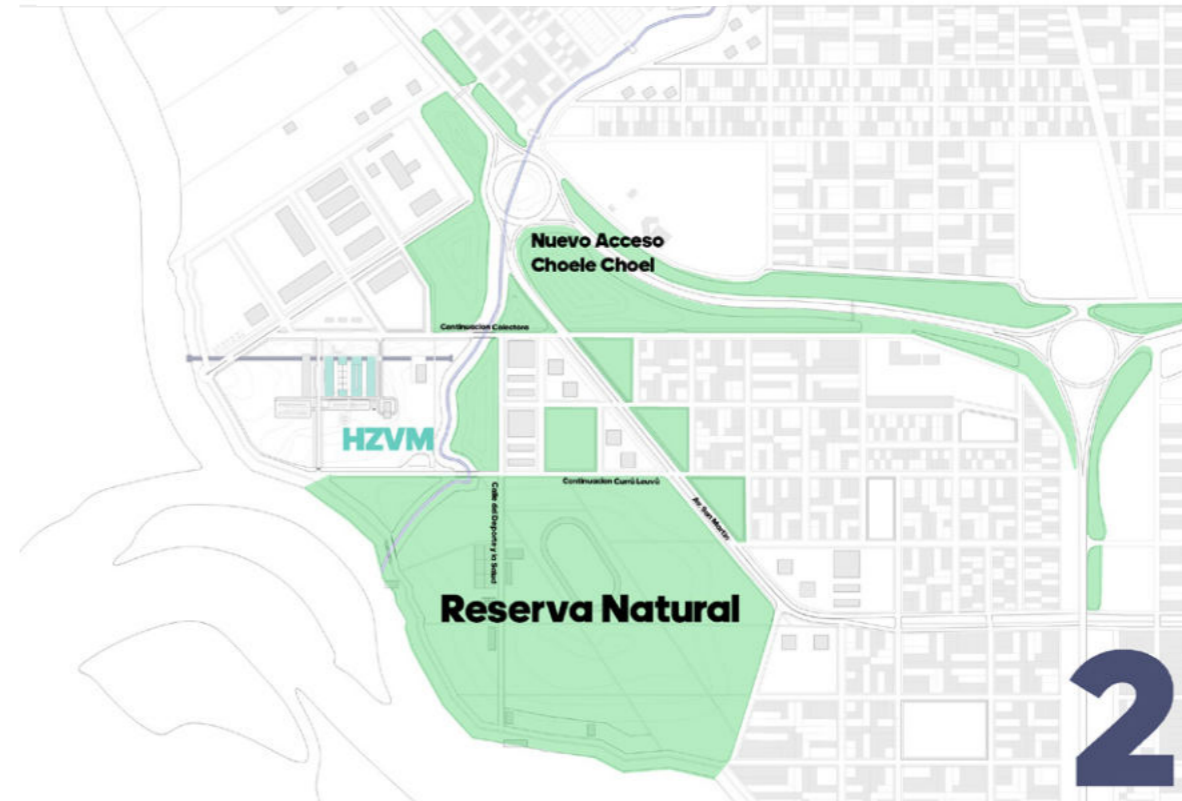 Nuevo Acceso
Choele Choel
Continuacion Colectora
HZVM
Continuacion Currú Leuvú
Calle del Deporte y la Salud
Av. San Martín
Reserva Natural
2